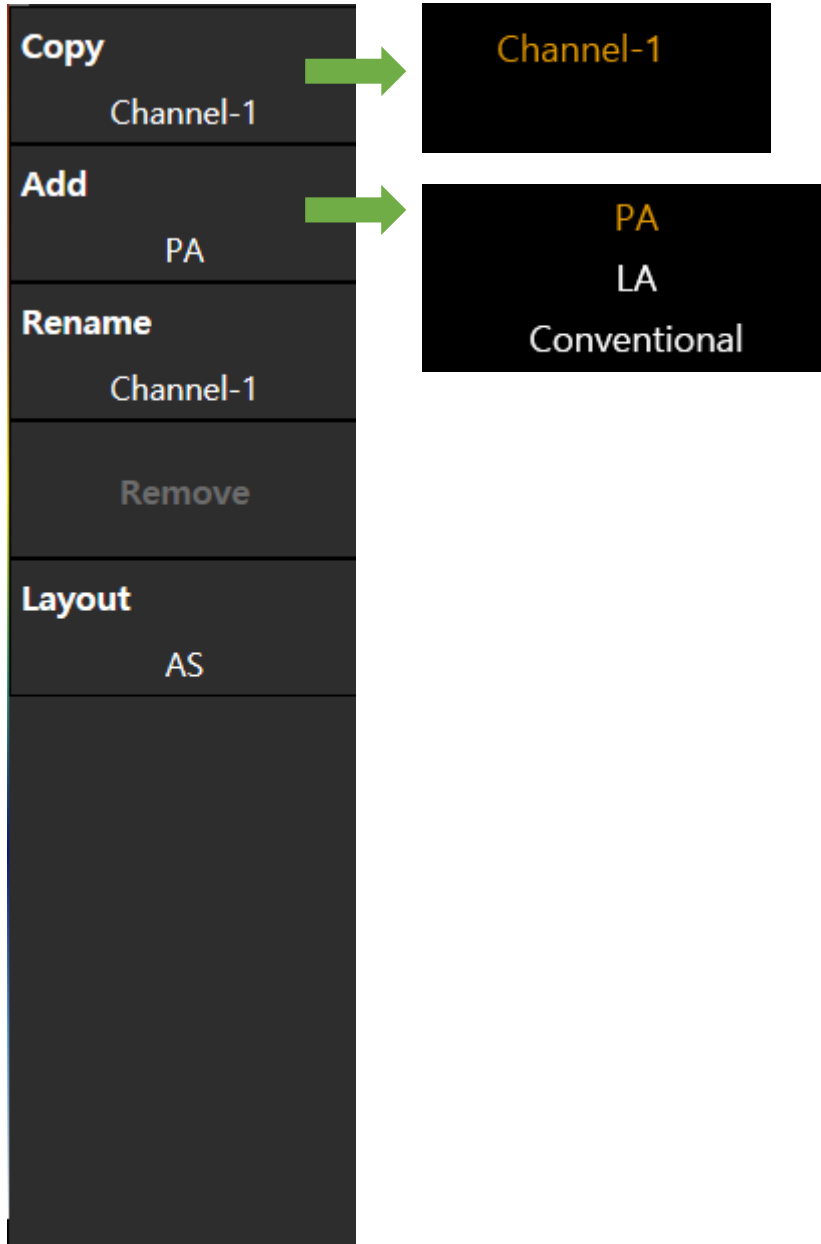 Copy
Channel-1
Add
PA
Rename
Channel-1
Remove
Layout
AS
Channel-1
PA
LA
Conventional